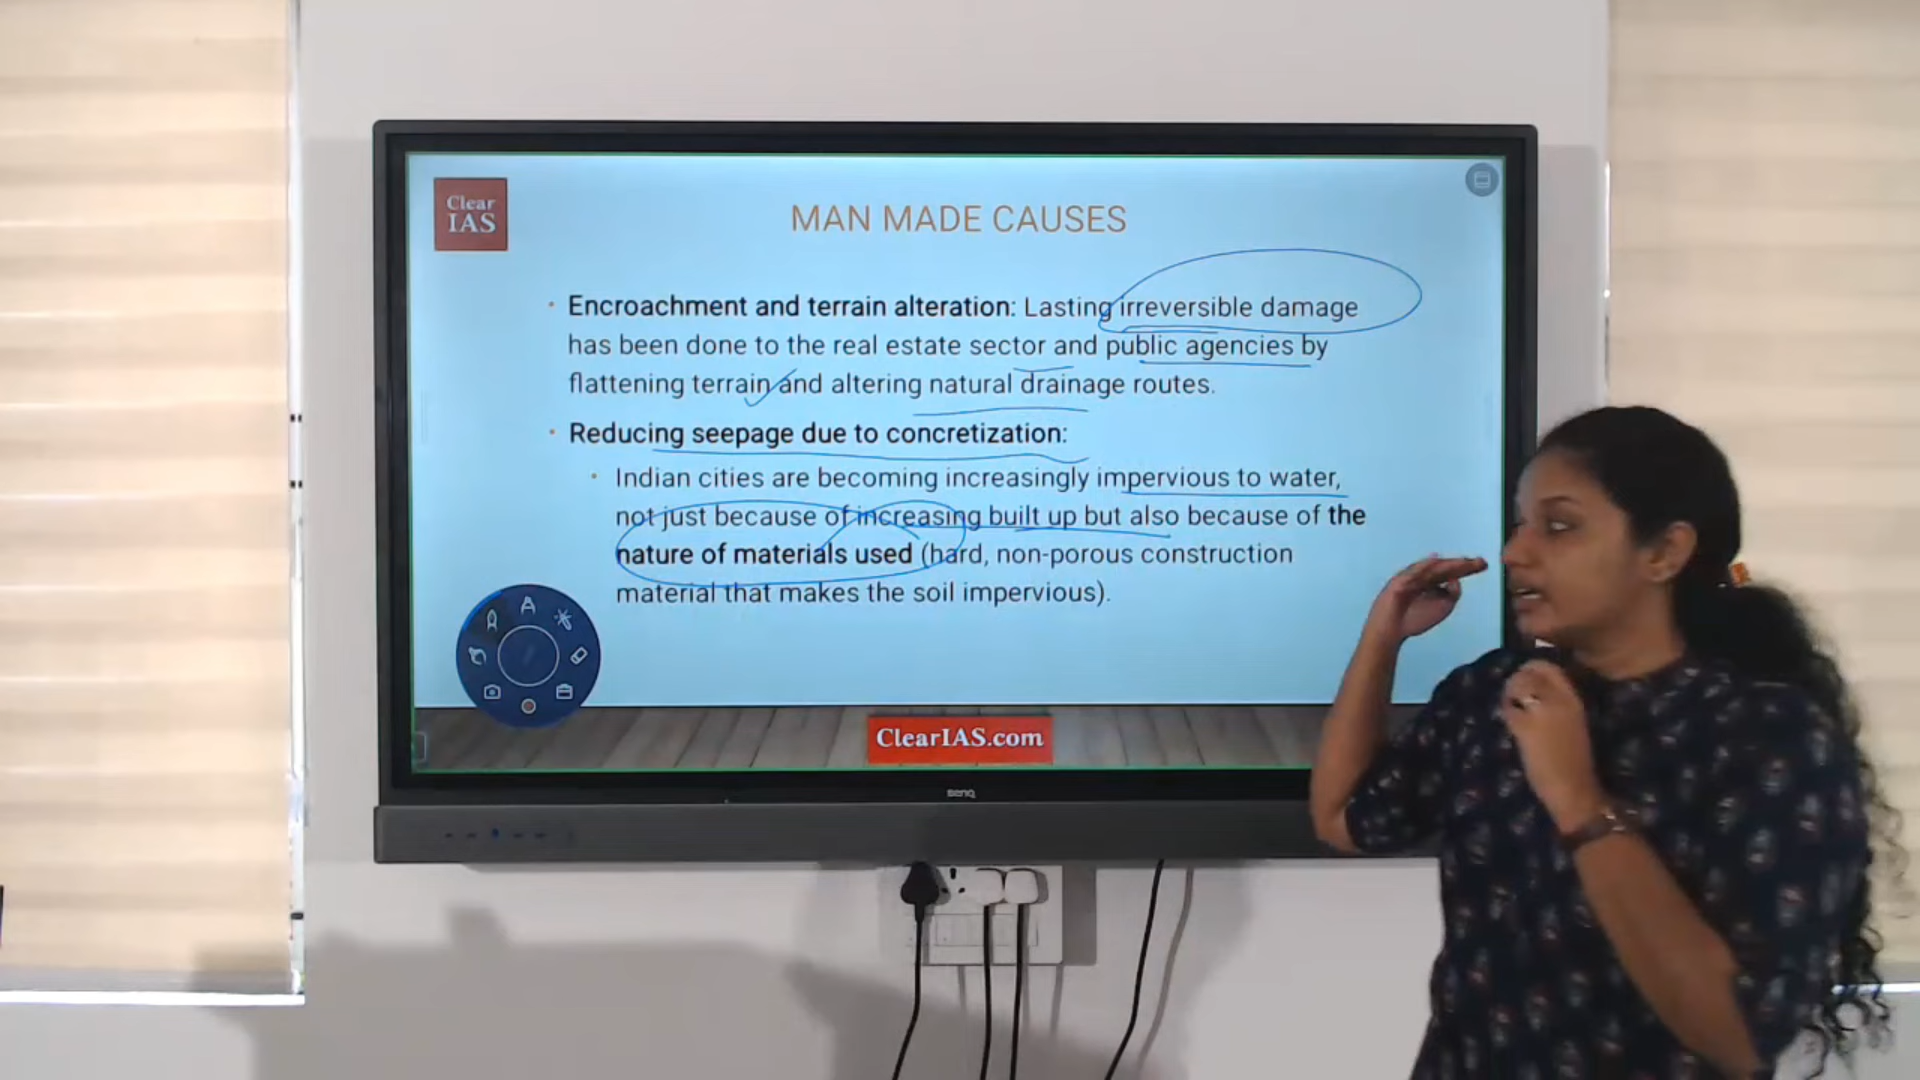 Clear
IAS
MAN MADE CAUSES
• Encroachment and terrain alteration: Lasting irreversible damage
has been done to the real estate sector and public agencies by
flattening terrain and altering natural drainage routes.
• Reducing seepage due to concretization:
• Indian cities are becoming increasingly impervious to water,
not just because of increasing built up but also because of the
nature of materials used (hard, non-porous construction
material that makes the soil impervious).
ClearIAS.com
BenQ